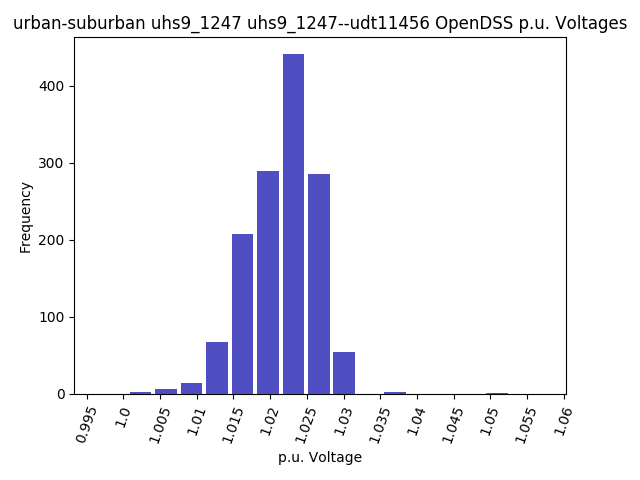 urban-suburban uhs9_1247 uhs9_1247--udt11456 OpenDSS p.u. Voltages
Frequency
400
300
200
100
0
0.995 1.0 1.005 1.01 1.015 1.02 1.025 1.03 1.035 1.04 1.045 1.05 1.055 1.06
p.u. Voltage